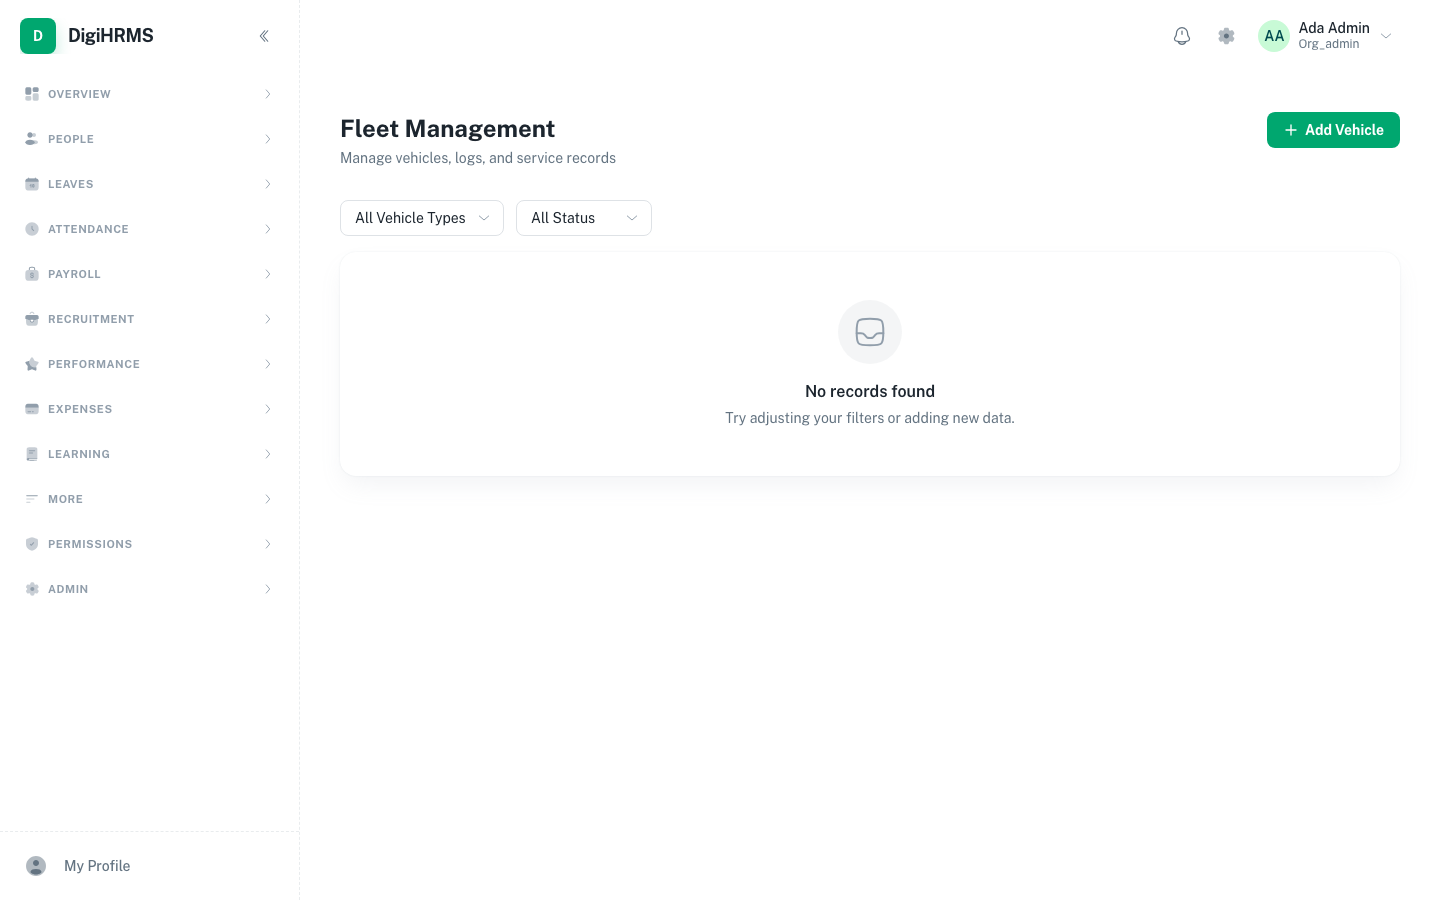 D
DigiHRMS
OVERVIEW
PEOPLE
LEAVES
ATTENDANCE
PAYROLL
RECRUITMENT
PERFORMANCE
EXPENSES
LEARNING
MORE
PERMISSIONS
ADMIN
My Profile
AA
Ada Admin
Org_admin
Fleet Management
Manage vehicles, logs, and service records
Add Vehicle
All Vehicle Types
All Status
No records found
Try adjusting your filters or adding new data.